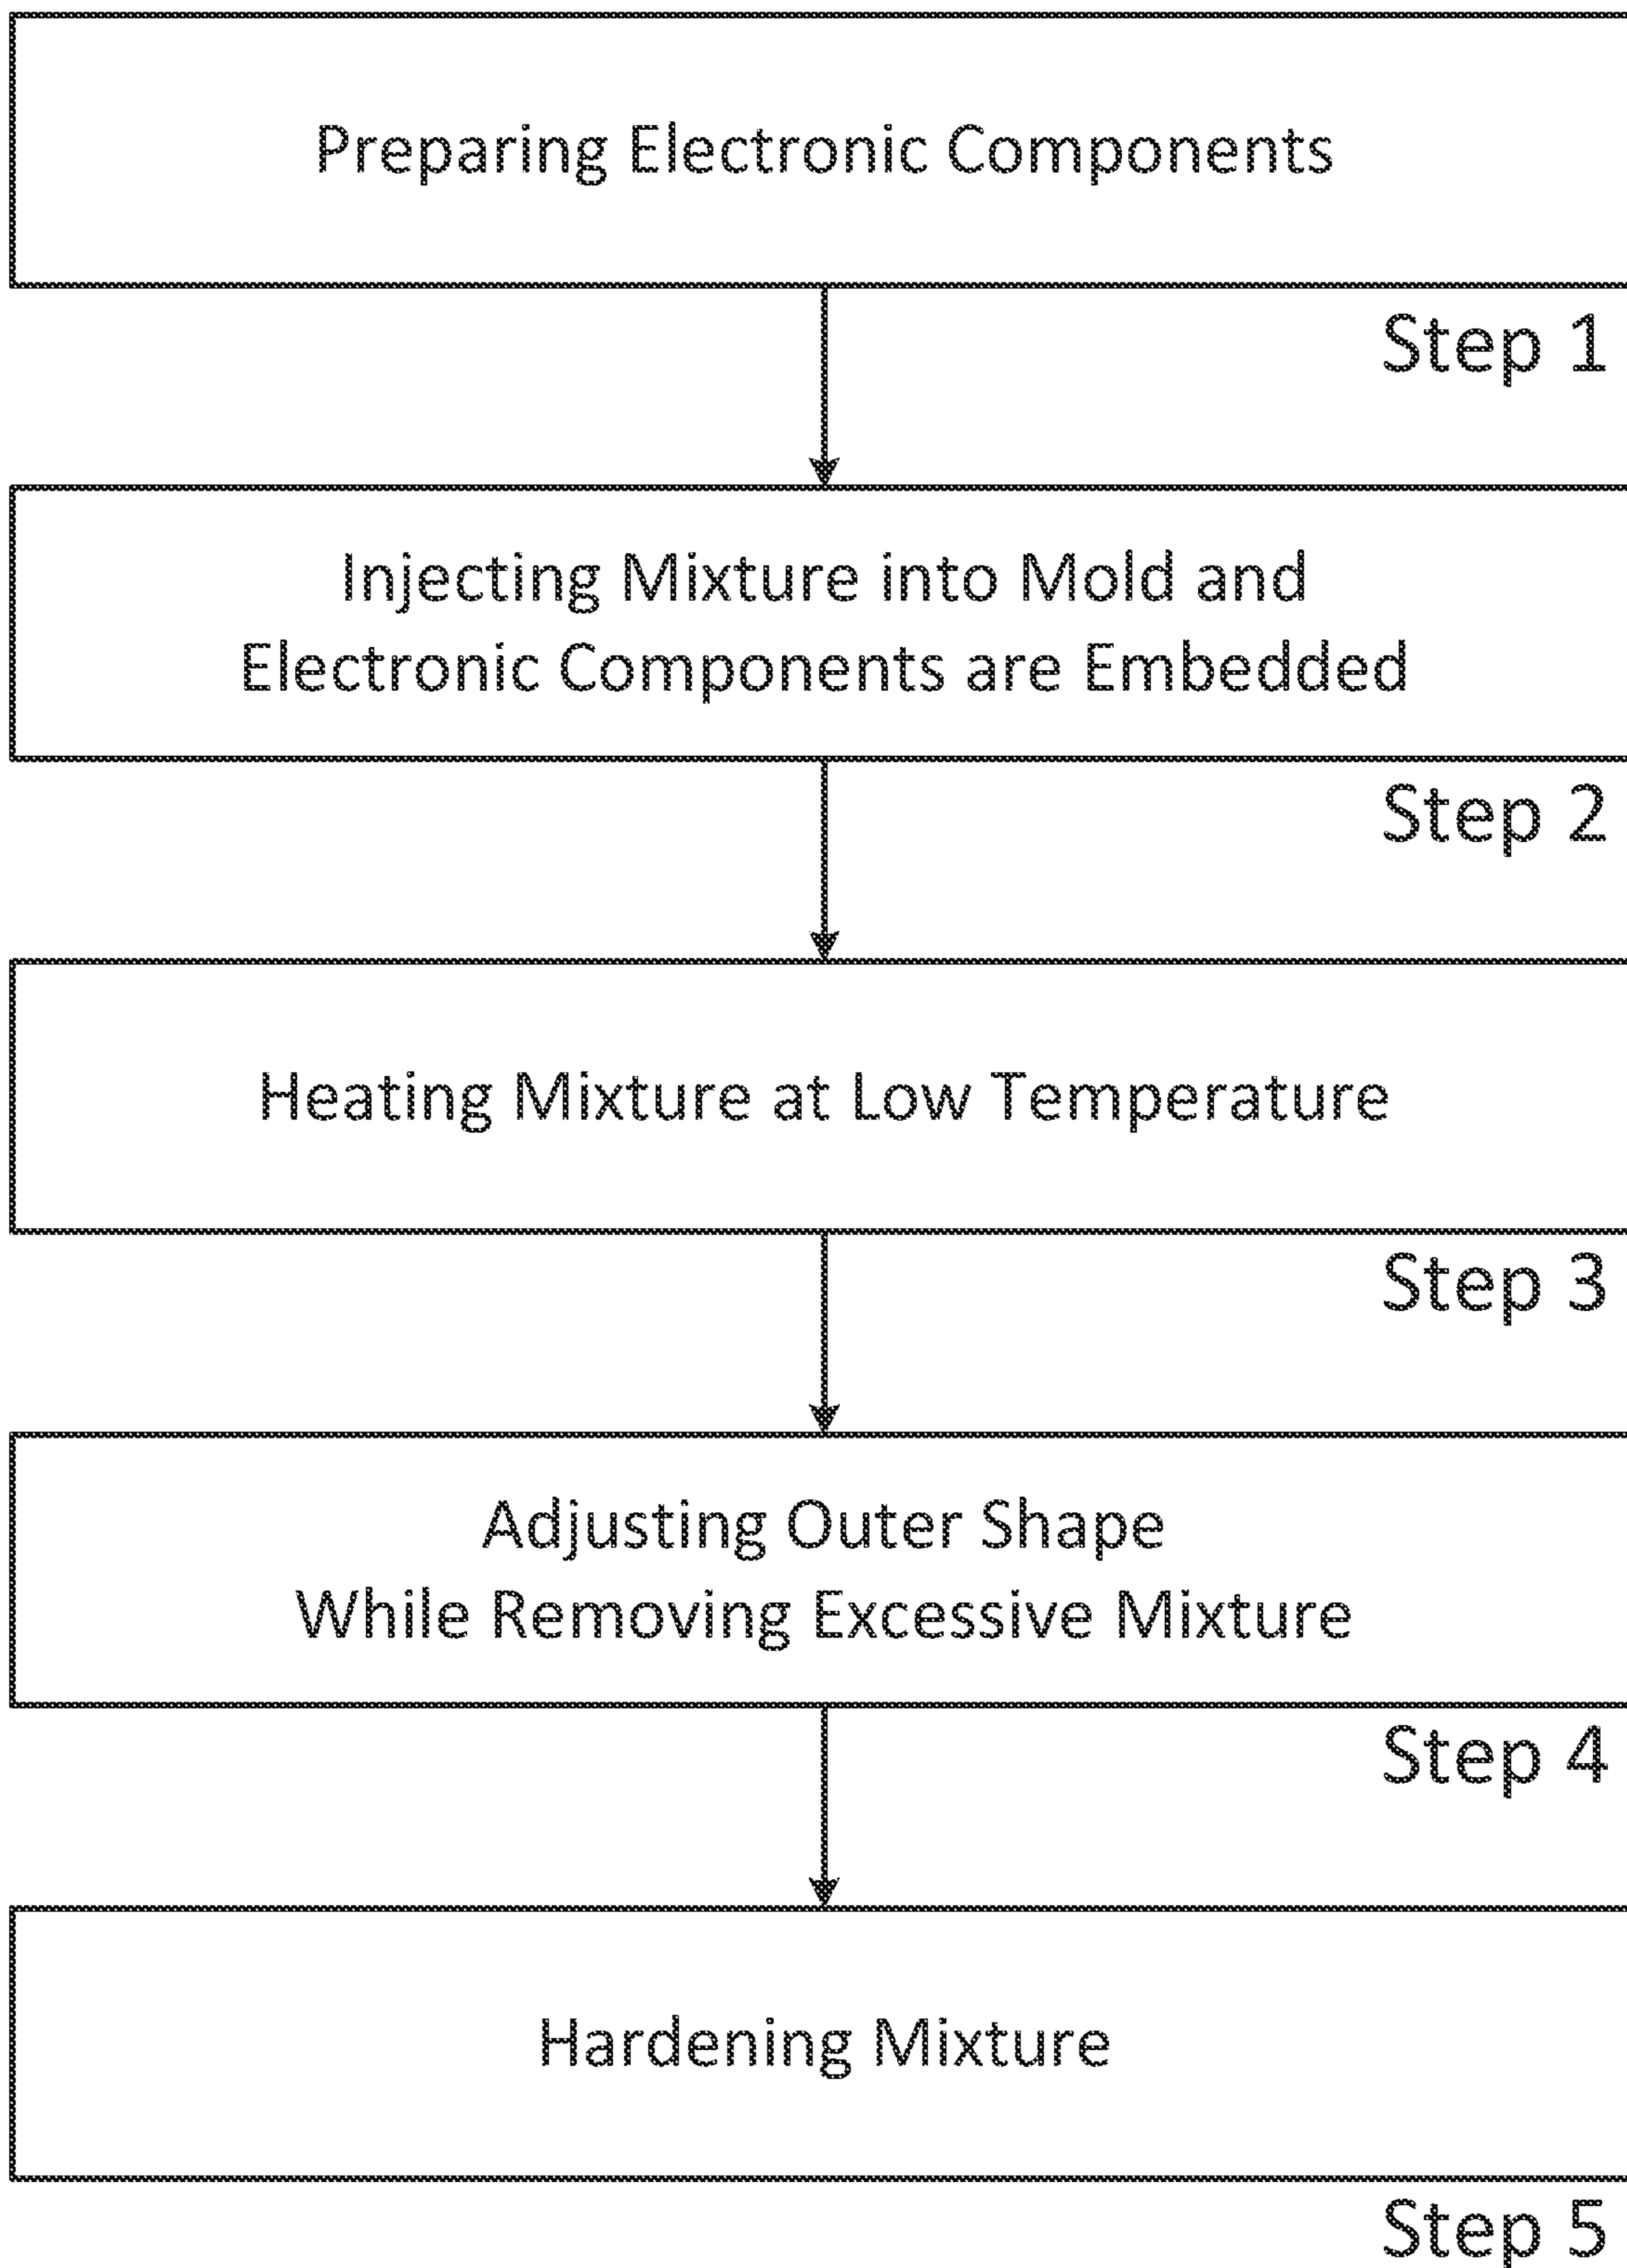 Preparing Electronic Components
Step 1
Injecting Mixture into Mold and
Electronic Components are Embedded
Step 2
Heating Mixture at Low Temperature
Step 3
Adjusting Outer Shape
While Removing Excessive Mixture
Step 4
Hardening Mixture
Step 5